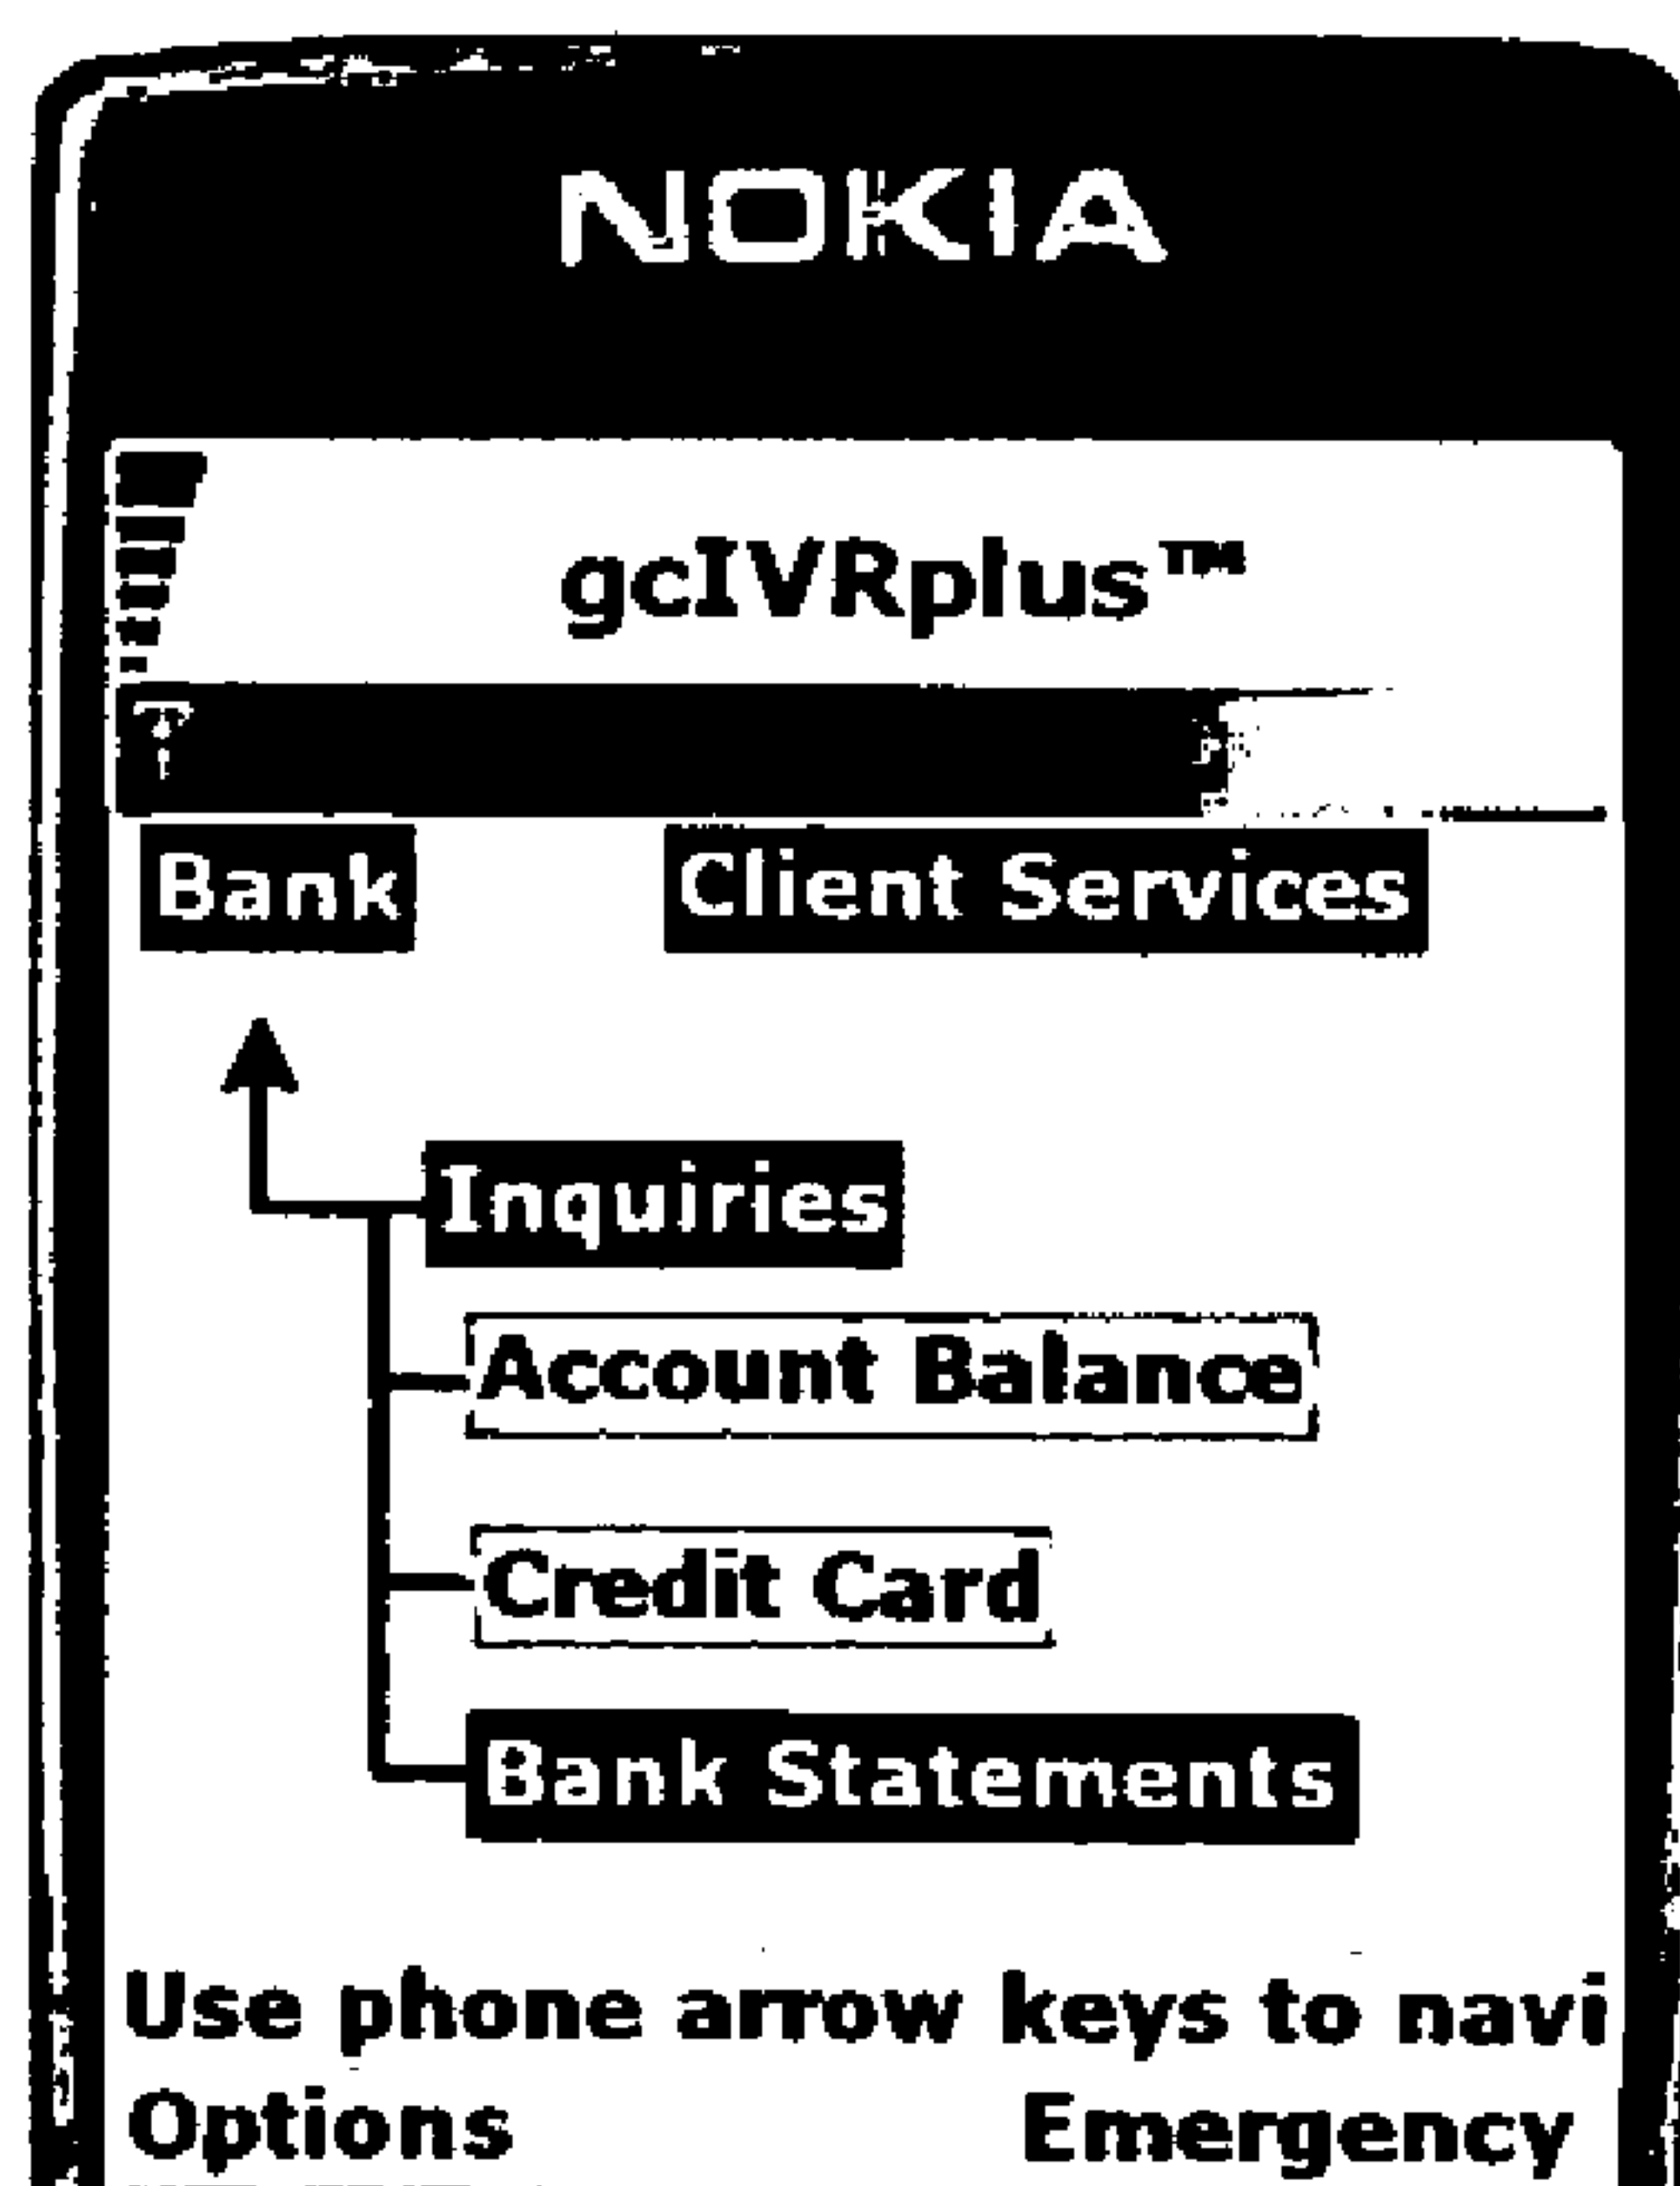 NOKIA
gcIVRplus™
Bank Client Services
Inquiries
Account Balance
Credit Card
Bank Statements
Use phone arrow keys to navi
Options Emergency